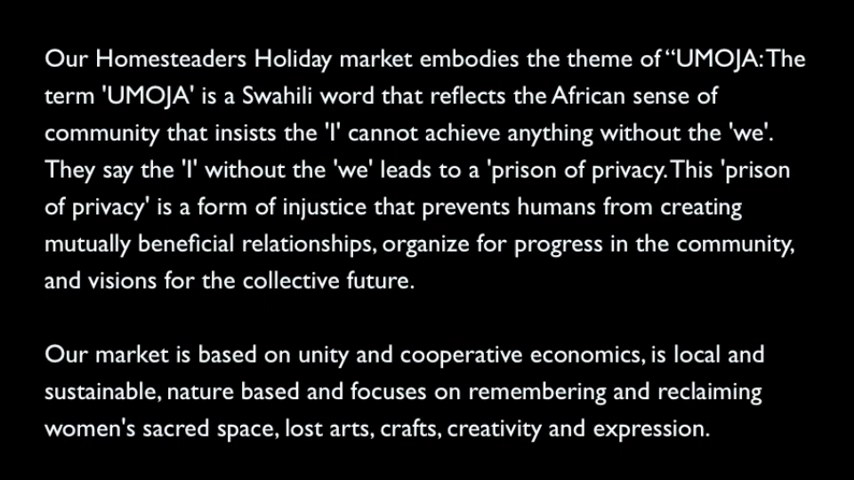 Our Homesteaders Holiday market embodies the theme of “UMOJA: The
term 'UMOJA' is a Swahili word that reflects the African sense of
community that insists the 'I' cannot achieve anything without the 'we'.
They say the 'I' without the 'we' leads to a 'prison of privacy. This 'prison
of privacy' is a form of injustice that prevents humans from creating
mutually beneficial relationships, organize for progress in the community,
and visions for the collective future.
Our market is based on unity and cooperative economics, is local and
sustainable, nature based and focuses on remembering and reclaiming
women's sacred space, lost arts, crafts, creativity and expression.